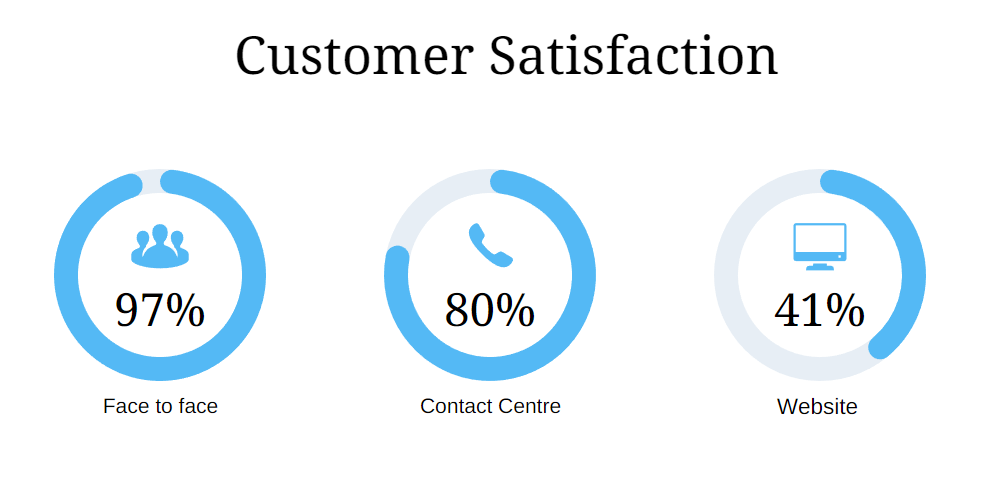 Customer Satisfaction
97%
80%
41%
Face to face
Contact Centre
Website